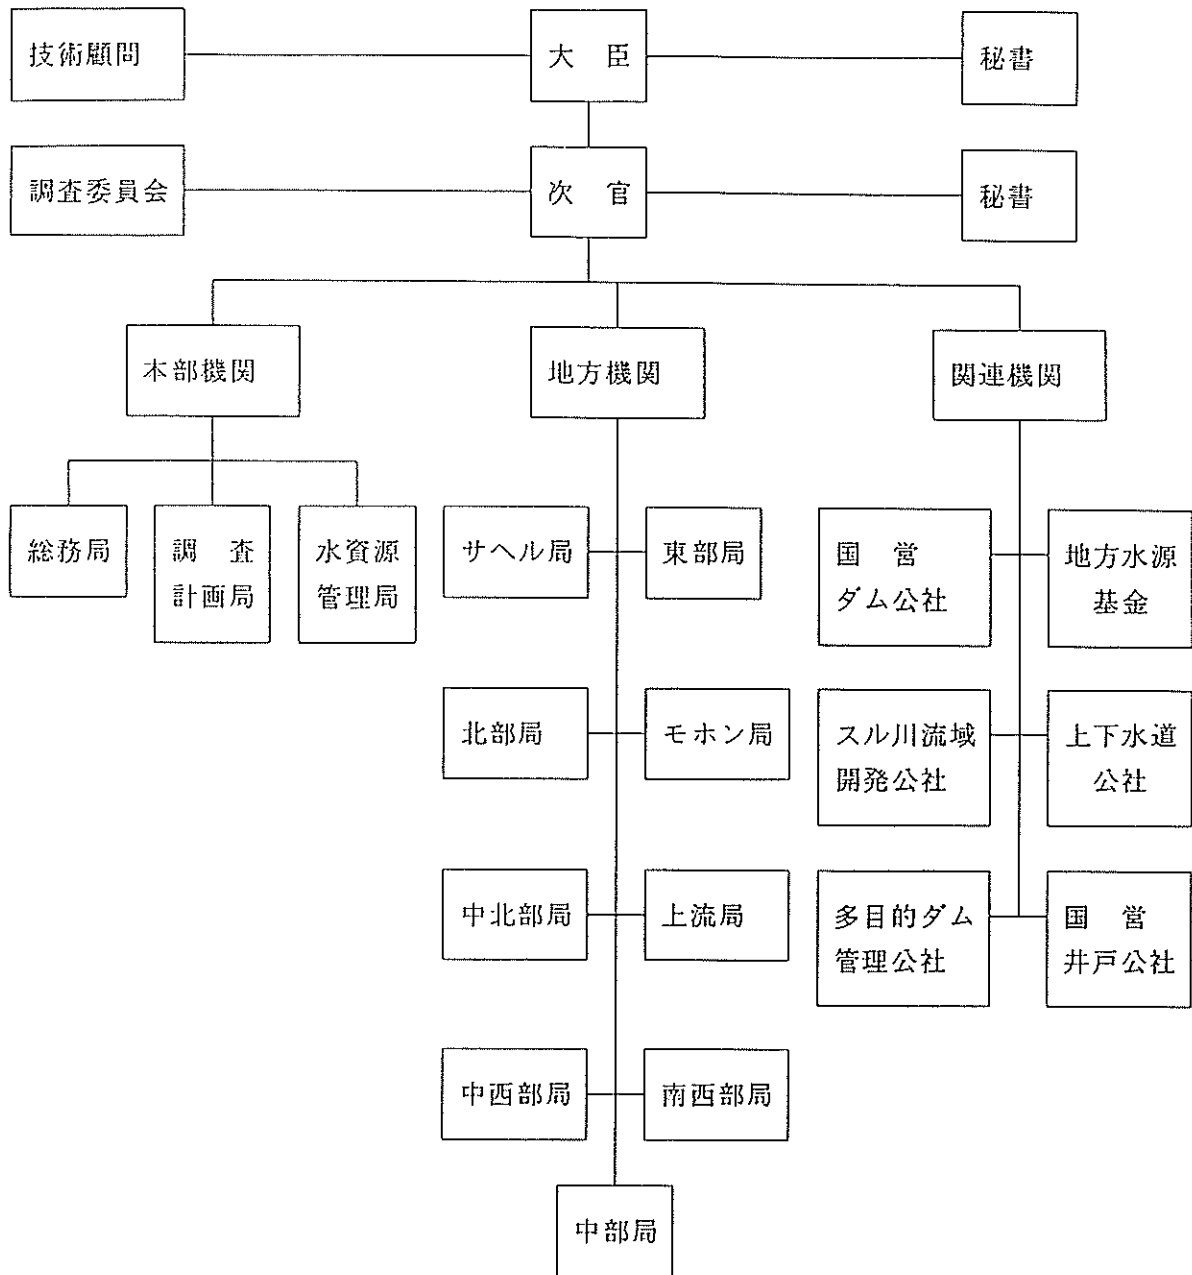 技術顧問
大 臣
秘書
調査委員会
次 官
秘書
本部機関
地方機関
関連機関
総務局
調 査
計画局
水資源
管理局
サヘル局
東部局
国 営
ダム公社
地方水源
基金
北部局
モホン局
スル川流域
開発公社
上下水道
公社
中北部局
上流局
多目的ダム
管理公社
国 営
井戸公社
中西部局
南西部局
中部局